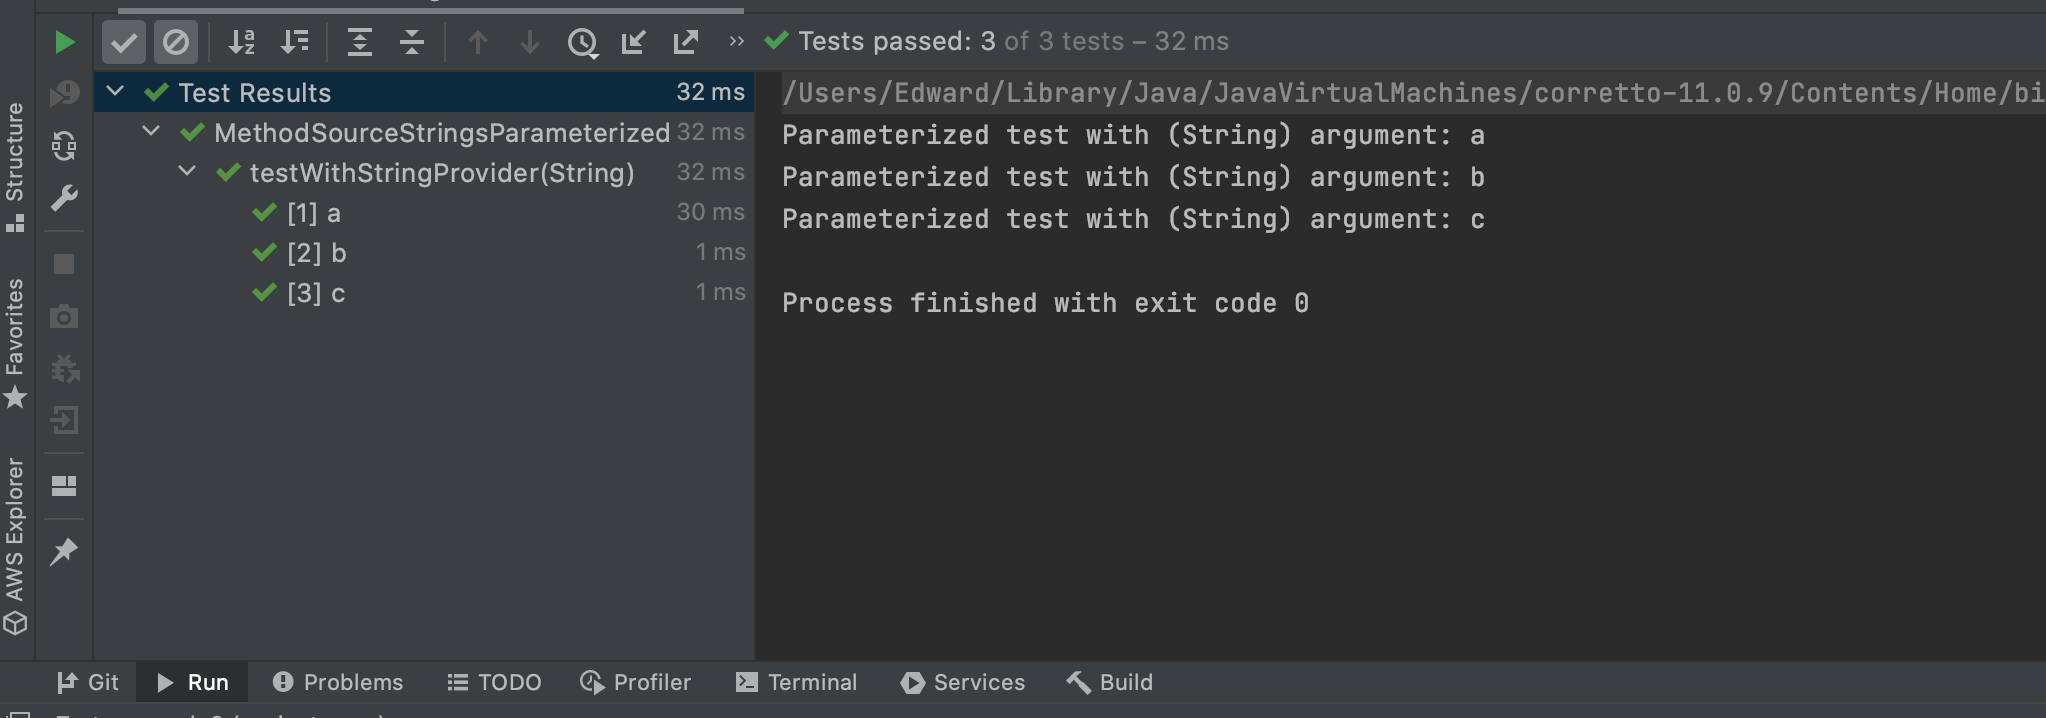 Tests passed: 3 of 3 tests – 32 ms
Test Results 32 ms
MethodSourceStringsParameterized 32 ms
testWithStringProvider(String) 32 ms
[1] a 30 ms
[2] b 1 ms
[3] c 1 ms
/Users/Edward/Library/Java/JavaVirtualMachines/corretto-11.0.9/Contents/Home/bi
Parameterized test with (String) argument: a
Parameterized test with (String) argument: b
Parameterized test with (String) argument: c
Process finished with exit code 0
Structure
Favorites
AWS Explorer
Git Run Problems TODO Profiler Terminal Services Build